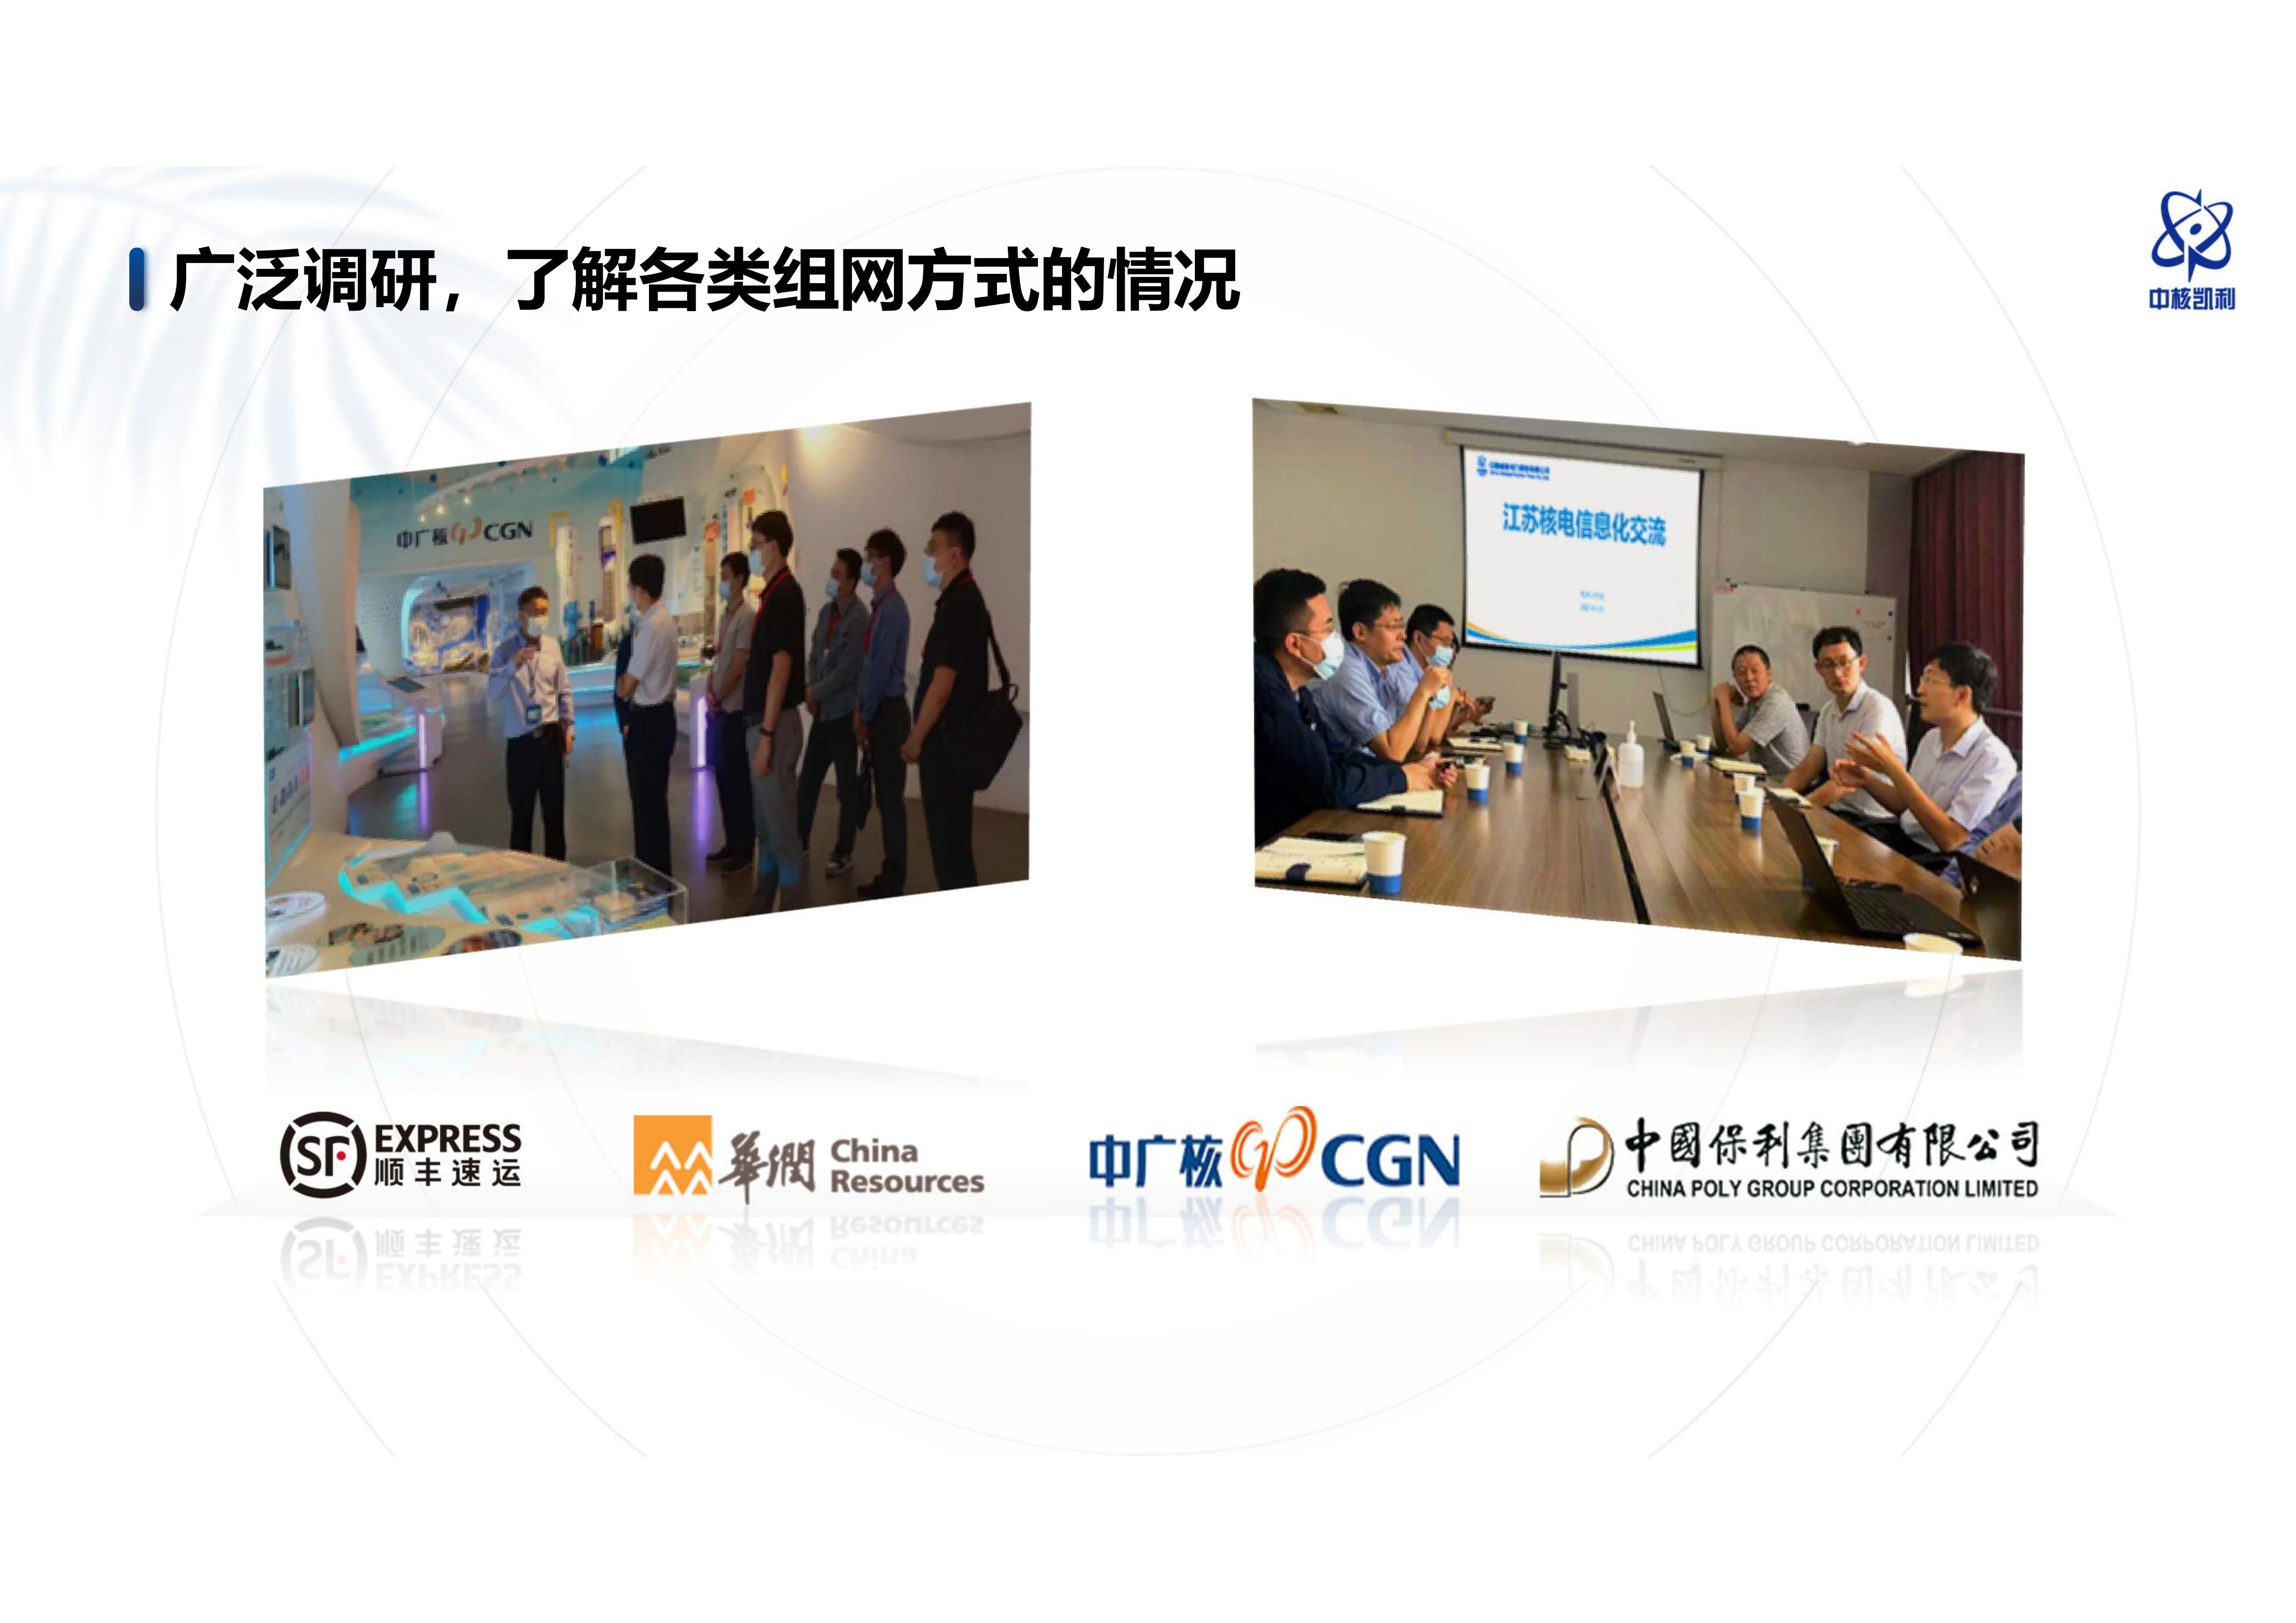 广泛调研，了解各类组网方式的情况
中核凯利
中广核 CGN
江苏核电信息化交流
SF EXPRESS
顺丰速运
華潤 China Resources
中广核 CGN
中國保利集團有限公司
CHINA POLY GROUP CORPORATION LIMITED